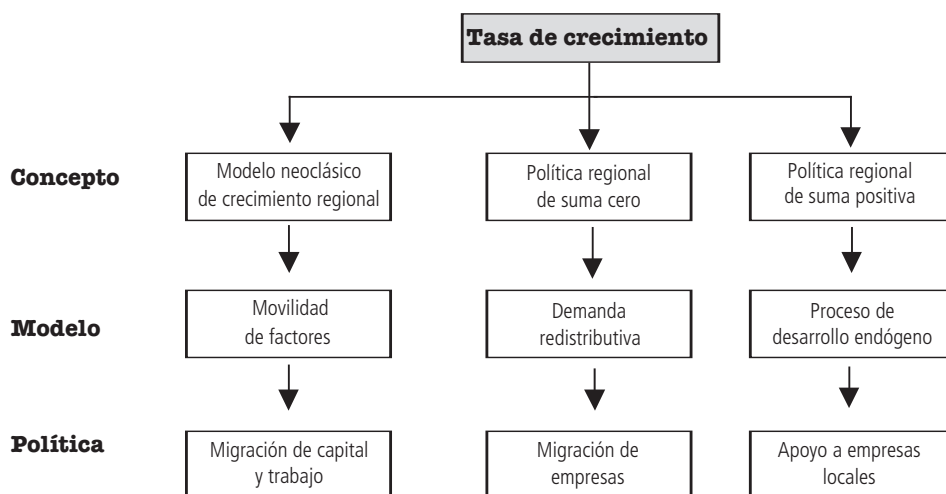 Tasa de crecimiento
Concepto
Modelo neoclásico
de crecimiento regional
Política regional
de suma cero
Política regional
de suma positiva
Modelo
Movilidad
de factores
Demanda
redistributiva
Proceso de
desarrollo endógeno
Política
Migración de capital
y trabajo
Migración de
empresas
Apoyo a empresas
locales